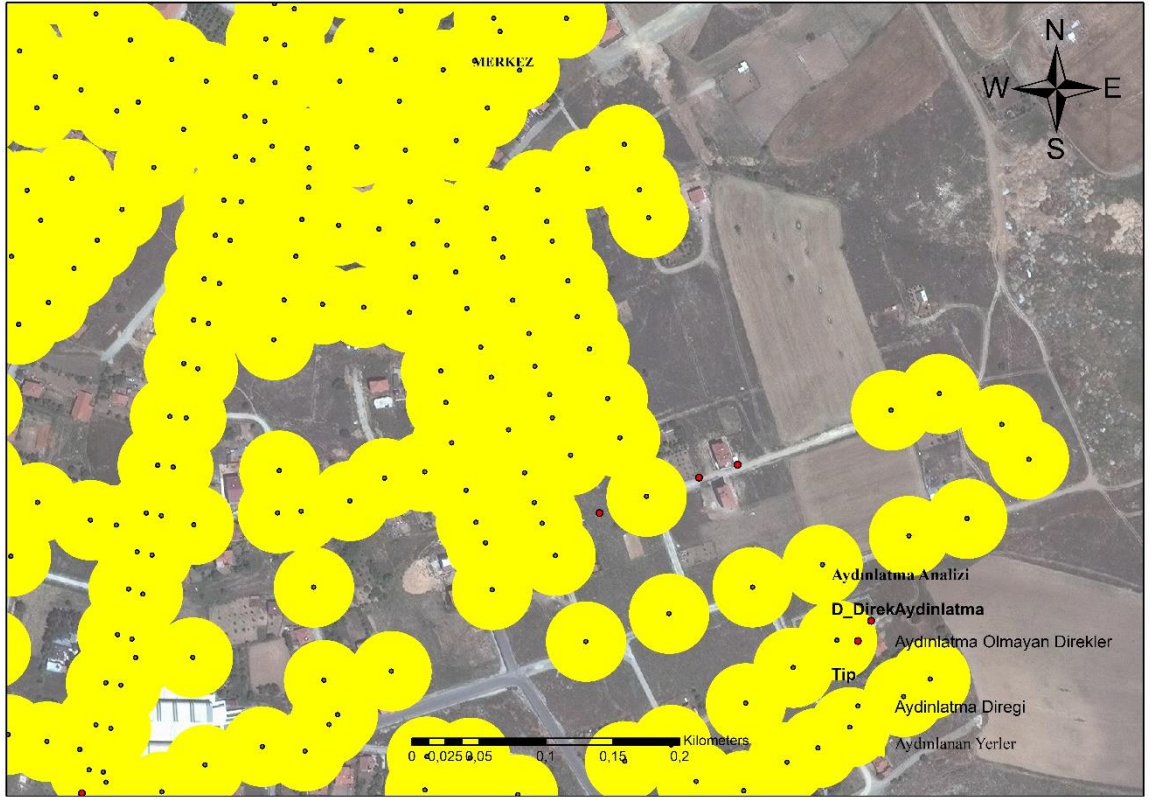 MERKEZ
N
W E
S
Aydınlatma Analizi
D_DirekAydinlatma
Aydınlatma Olmayan Direkler
Tip
Aydinlatma Diregi
Aydınlanan Yerler
Kilometers
0 0,025 0,05 0,1 0,15 0,2